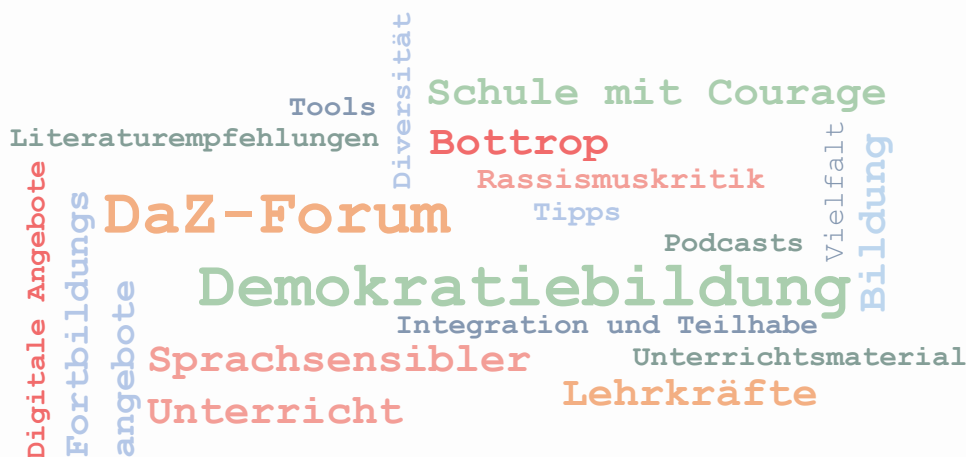 Diversität
Schule mit Courage
Tools
Literaturempfehlungen
Bottrop
Vielfalt
Bildung
Rassismuskritik
Digitale Angebote
Fortbildungs
angebote
DaZ-Forum
Tipps
Podcasts
Demokratiebildung
Integration und Teilhabe
Sprachsensibler
Unterricht
Unterrichtsmaterial
Lehrkräfte